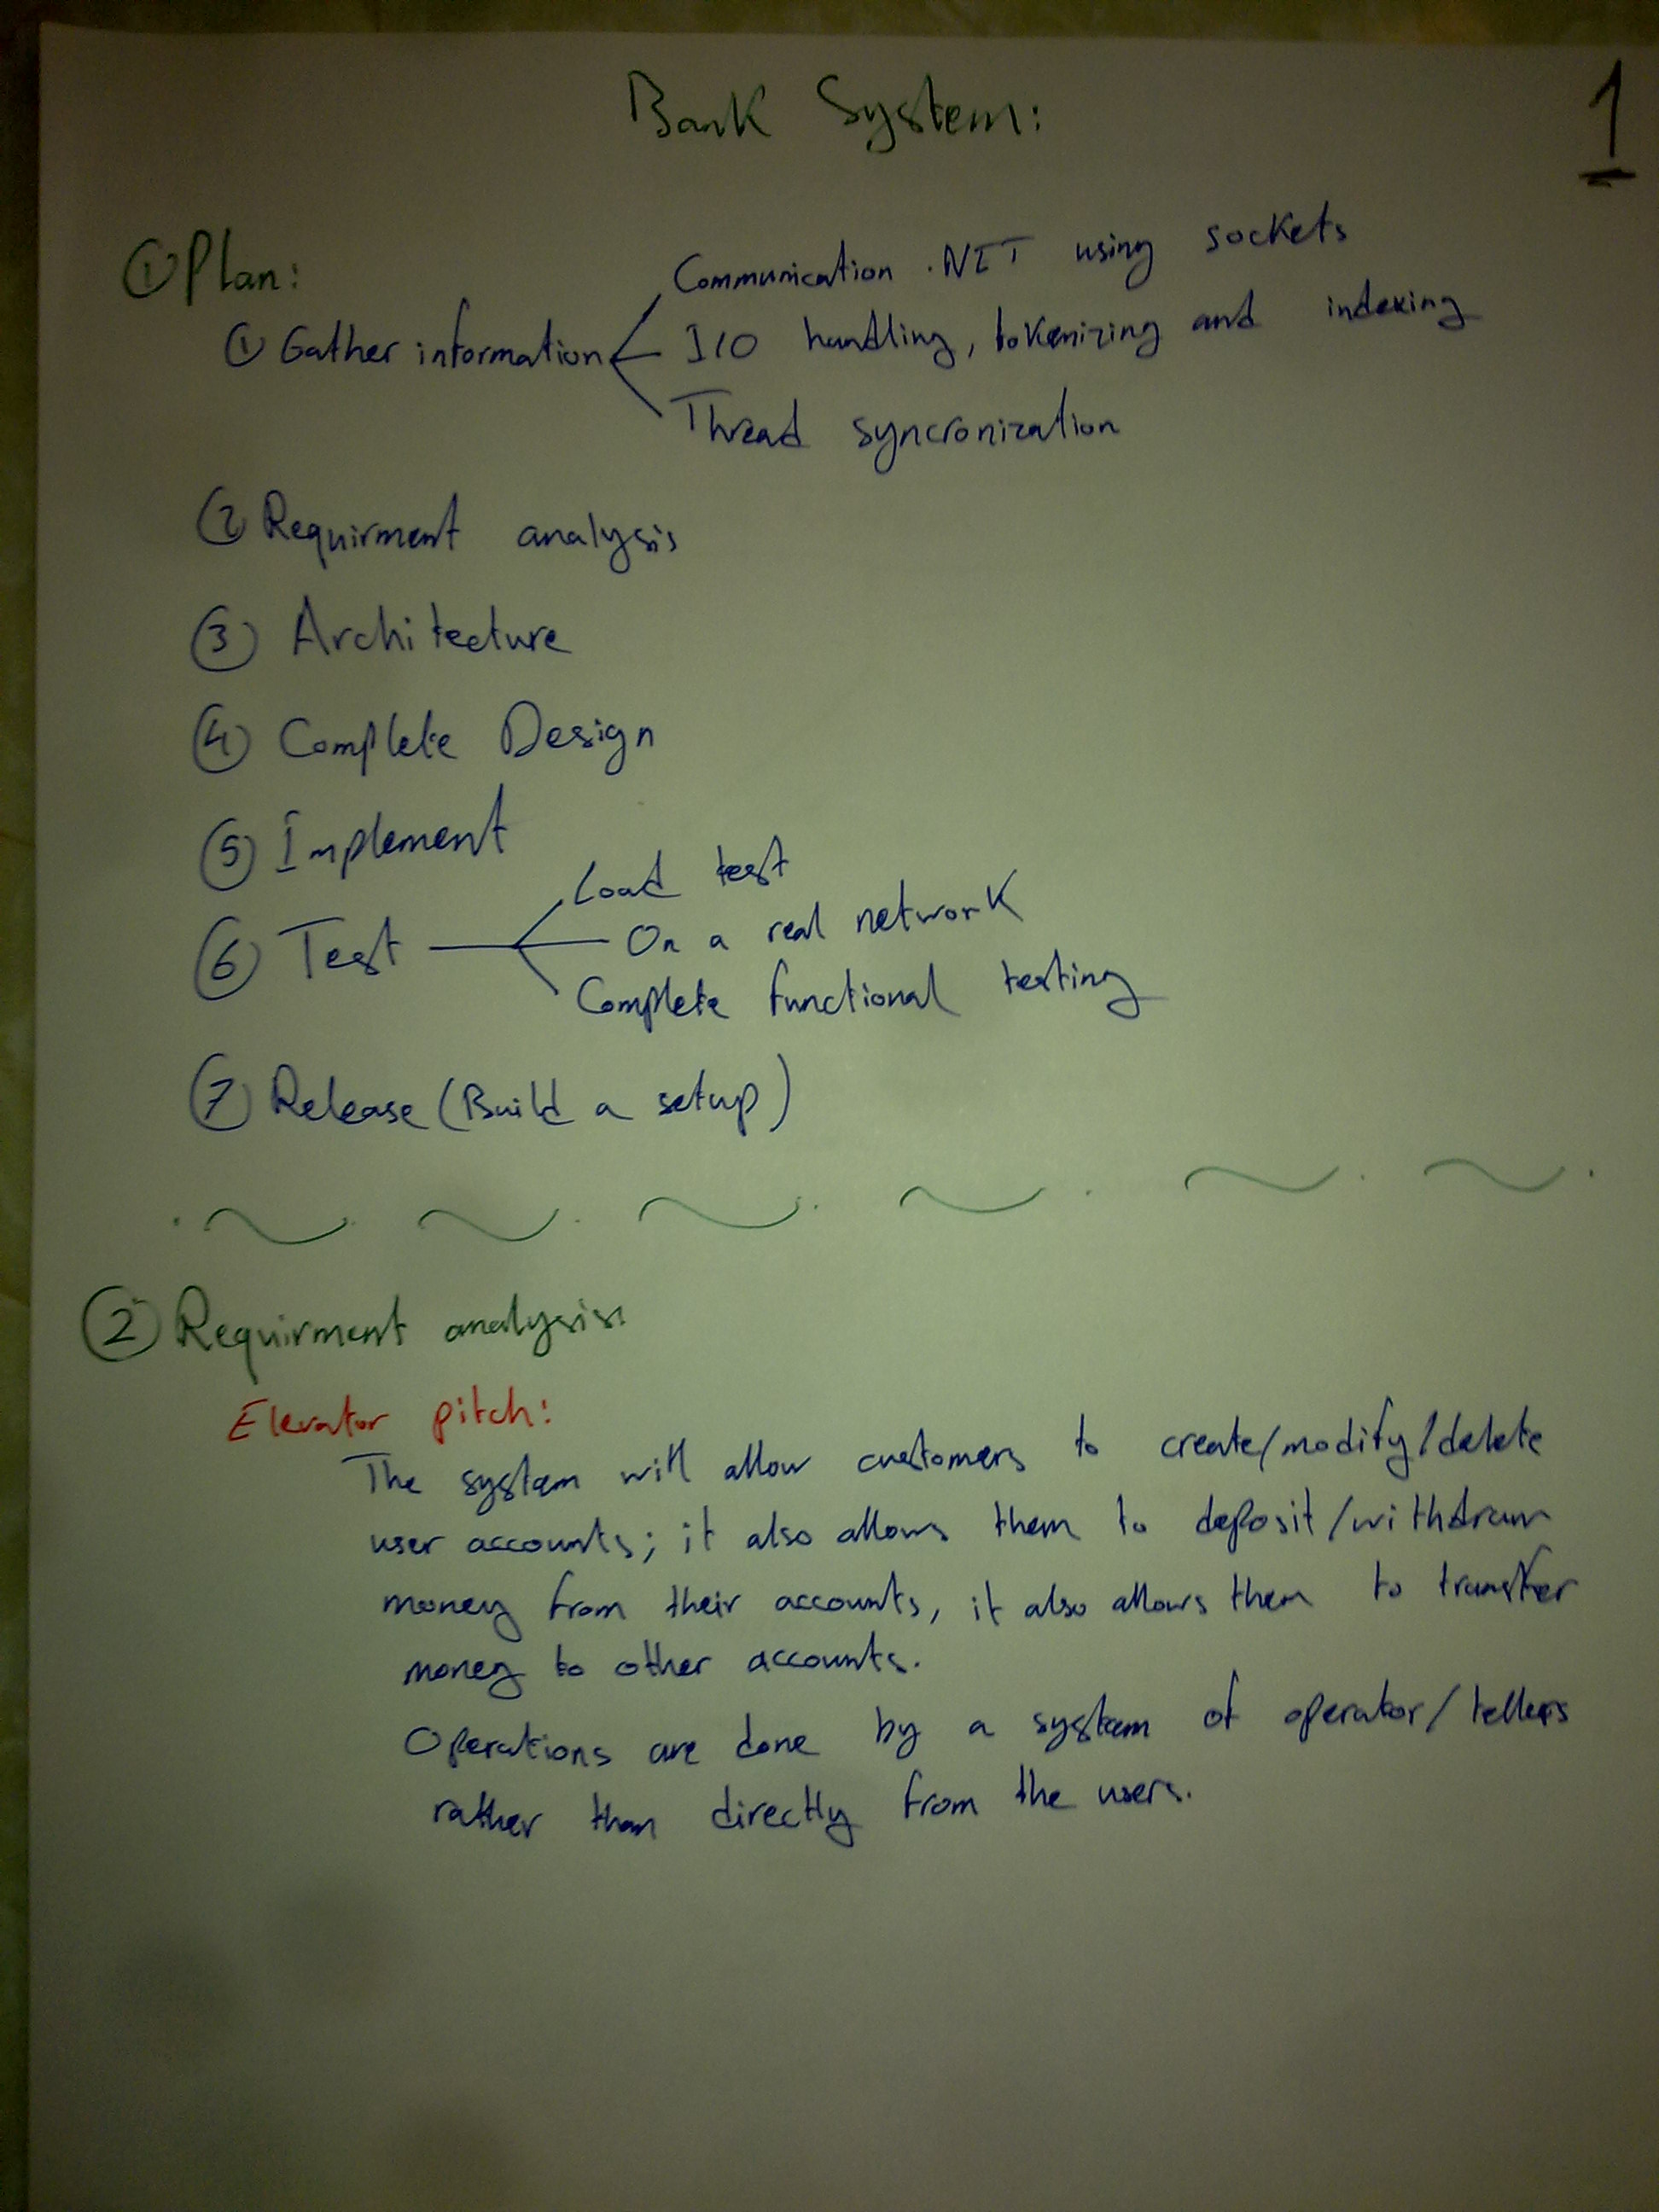 Bank System:
1
① Plan:
① Gather information
Communication .NET using sockets
I/O handling, tokenizing and indexing
Thread syncronization
② Requirment analysis
③ Architecture
④ Complete Design
⑤ Implement
⑥ Test
Load test
On a real network
Complete functional testing
⑦ Release (Build a setup)
② Requirment analysis:
Elevator pitch:
The system will allow customers to create/modify/delete
user accounts; it also allows them to deposit/withdraw
money from their accounts, it also allows them to transfer
money to other accounts.
Operations are done by a system of operator/tellers
rather than directly from the users.